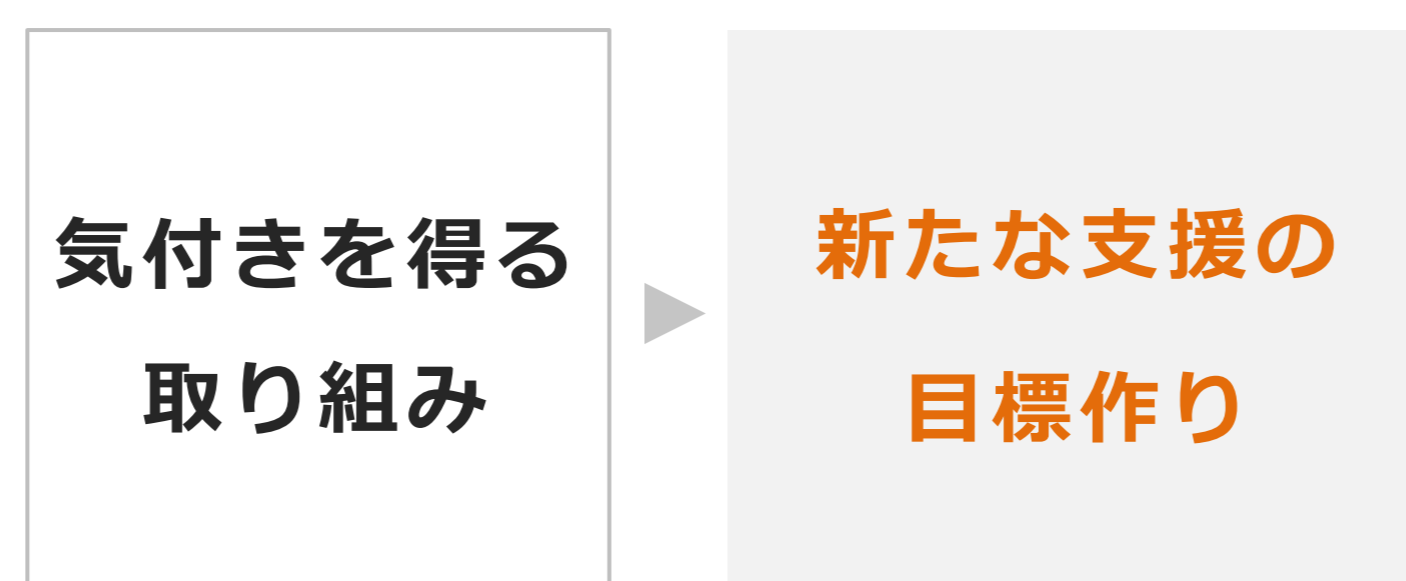 気付きを得る
取り組み
新たな支援の
目標作り